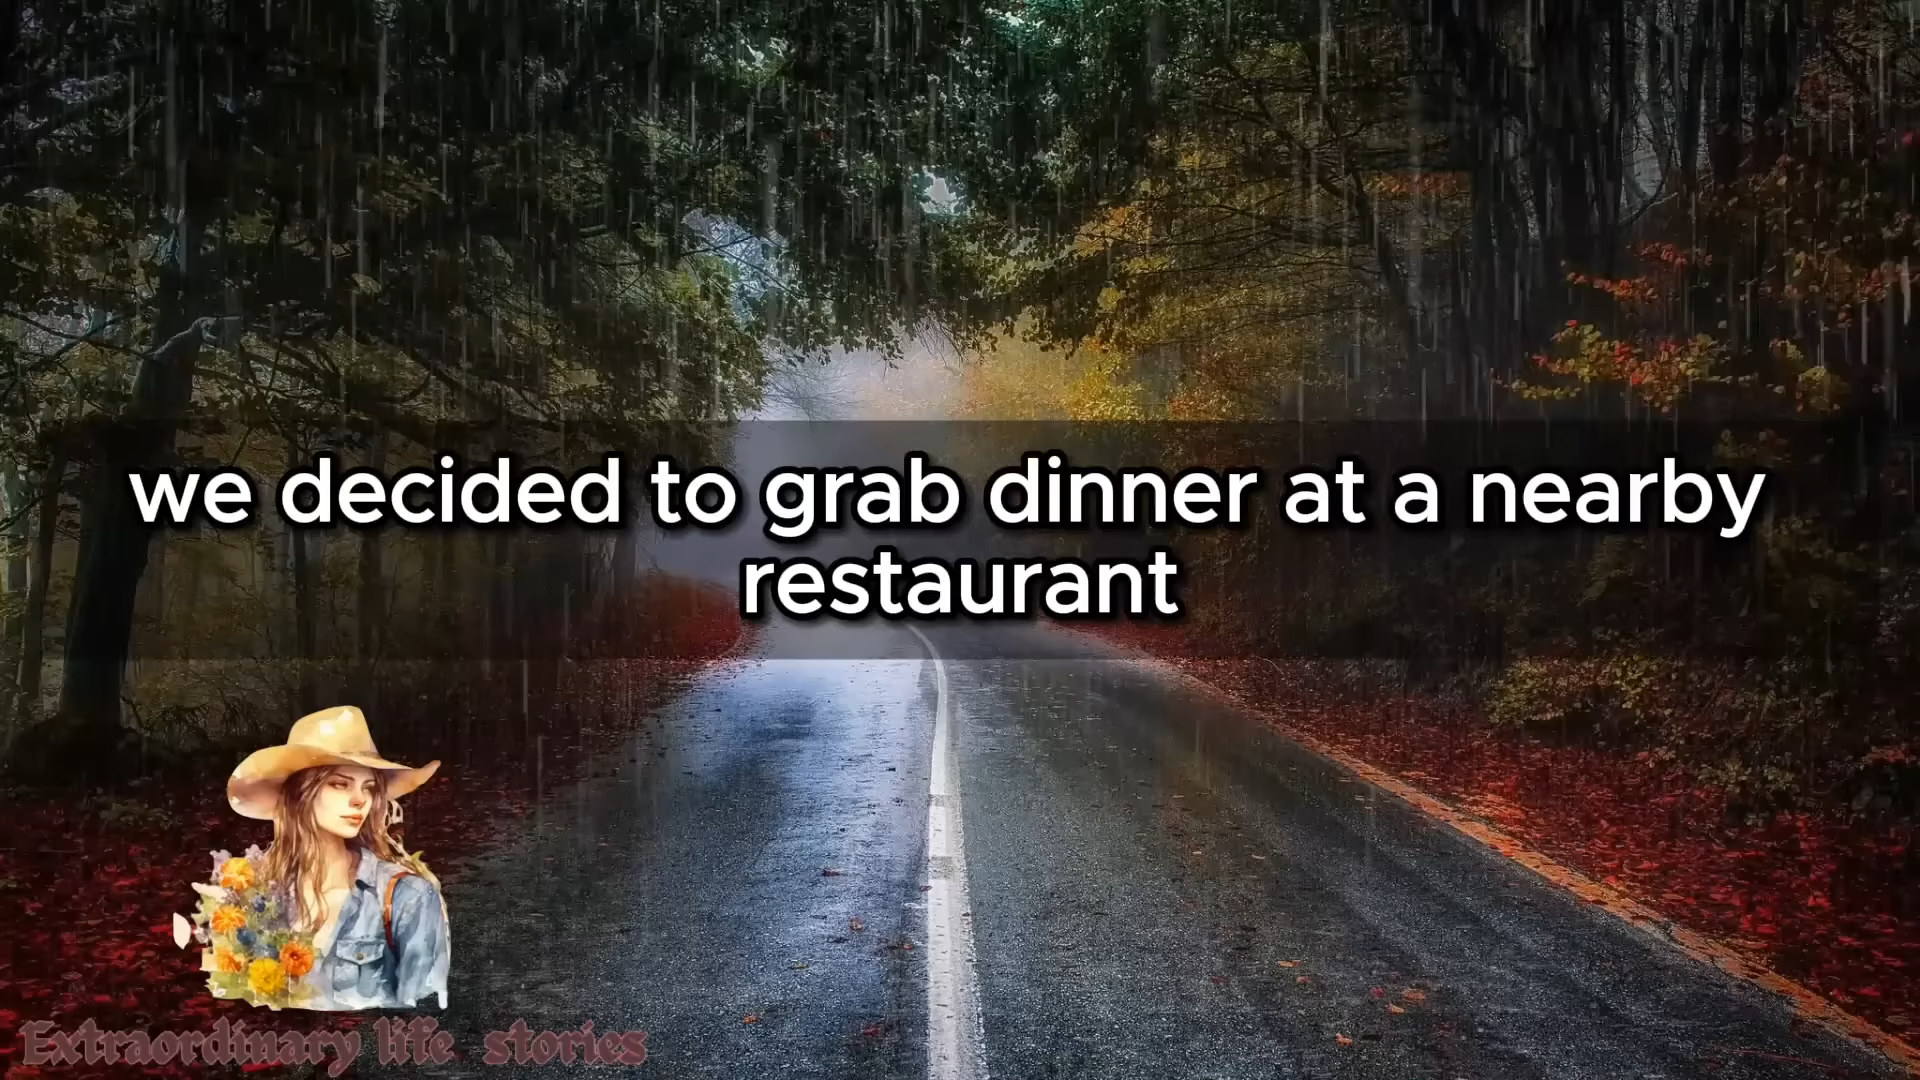 we decided to grab dinner at a nearby
restaurant
Extraordinary life stories